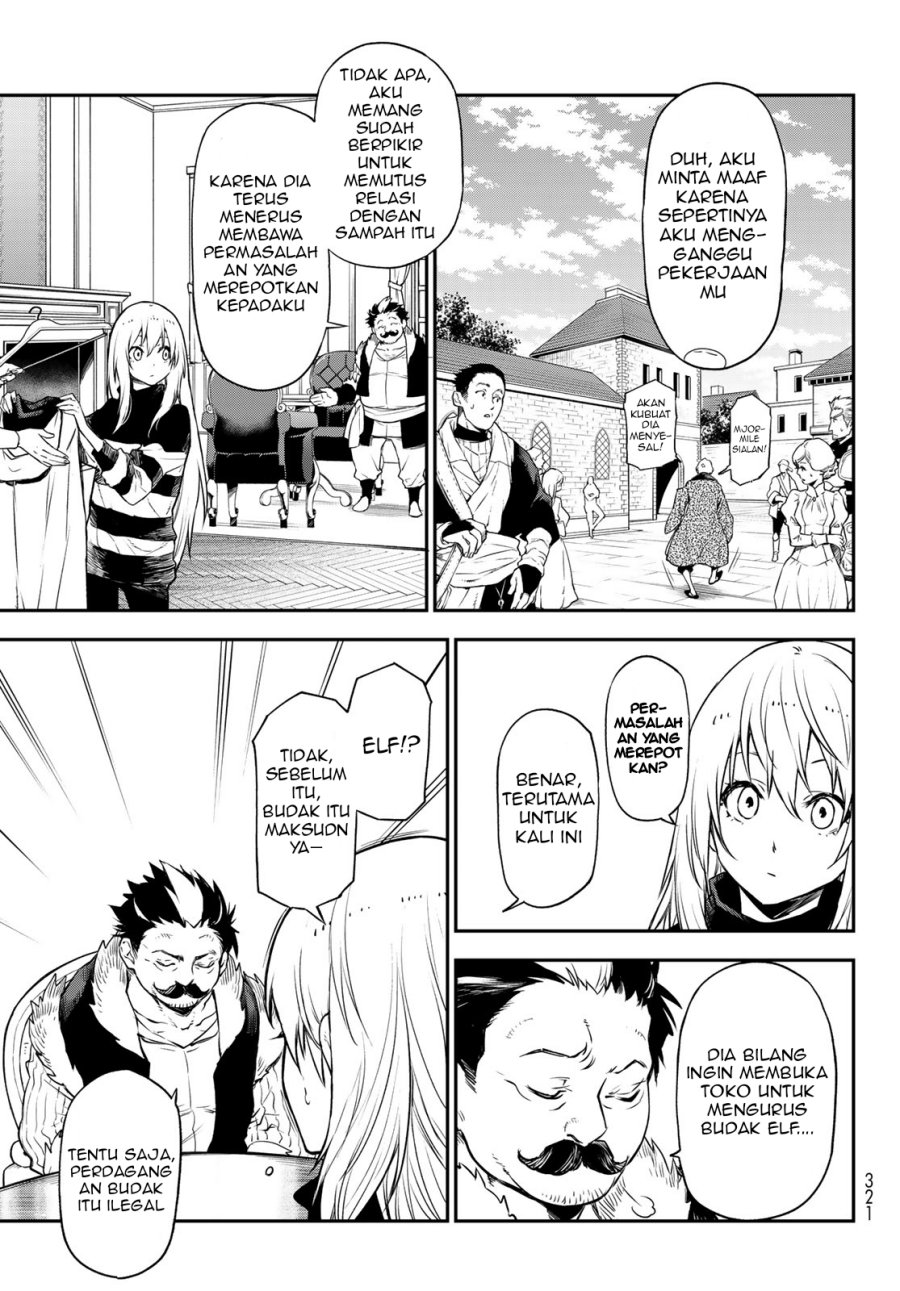 DUH, AKU
MINTA MAAF
KARENA
SEPERTINYA
AKU MENG-
GANGGU
PEKERJAAN
MU
MJOR-
MILE
SIALAN!
AKAN
KUBUAT
DIA
MENYE-
SAL!
TIDAK APA,
AKU
MEMANG
SUDAH
BERPIKIR
UNTUK
MEMUTUS
RELASI
DENGAN
SAMPAH ITU
KARENA DIA
TERUS
MENERUS
MEMBAWA
PERMASALAH
AN YANG
MEREPOTKAN
KEPADAKU
PER-
MASALAH
AN YANG
MEREPOT
KAN?
BENAR,
TERUTAMA
UNTUK
KALI INI
DIA BILANG
INGIN MEMBUKA
TOKO UNTUK
MENGURUS
BUDAK ELF....
ELF!?
TIDAK,
SEBELUM
ITU,
BUDAK ITU
MAKSUDN
YA-
TENTU SAJA,
PERDAGANG
AN BUDAK
ITU ILEGAL
321